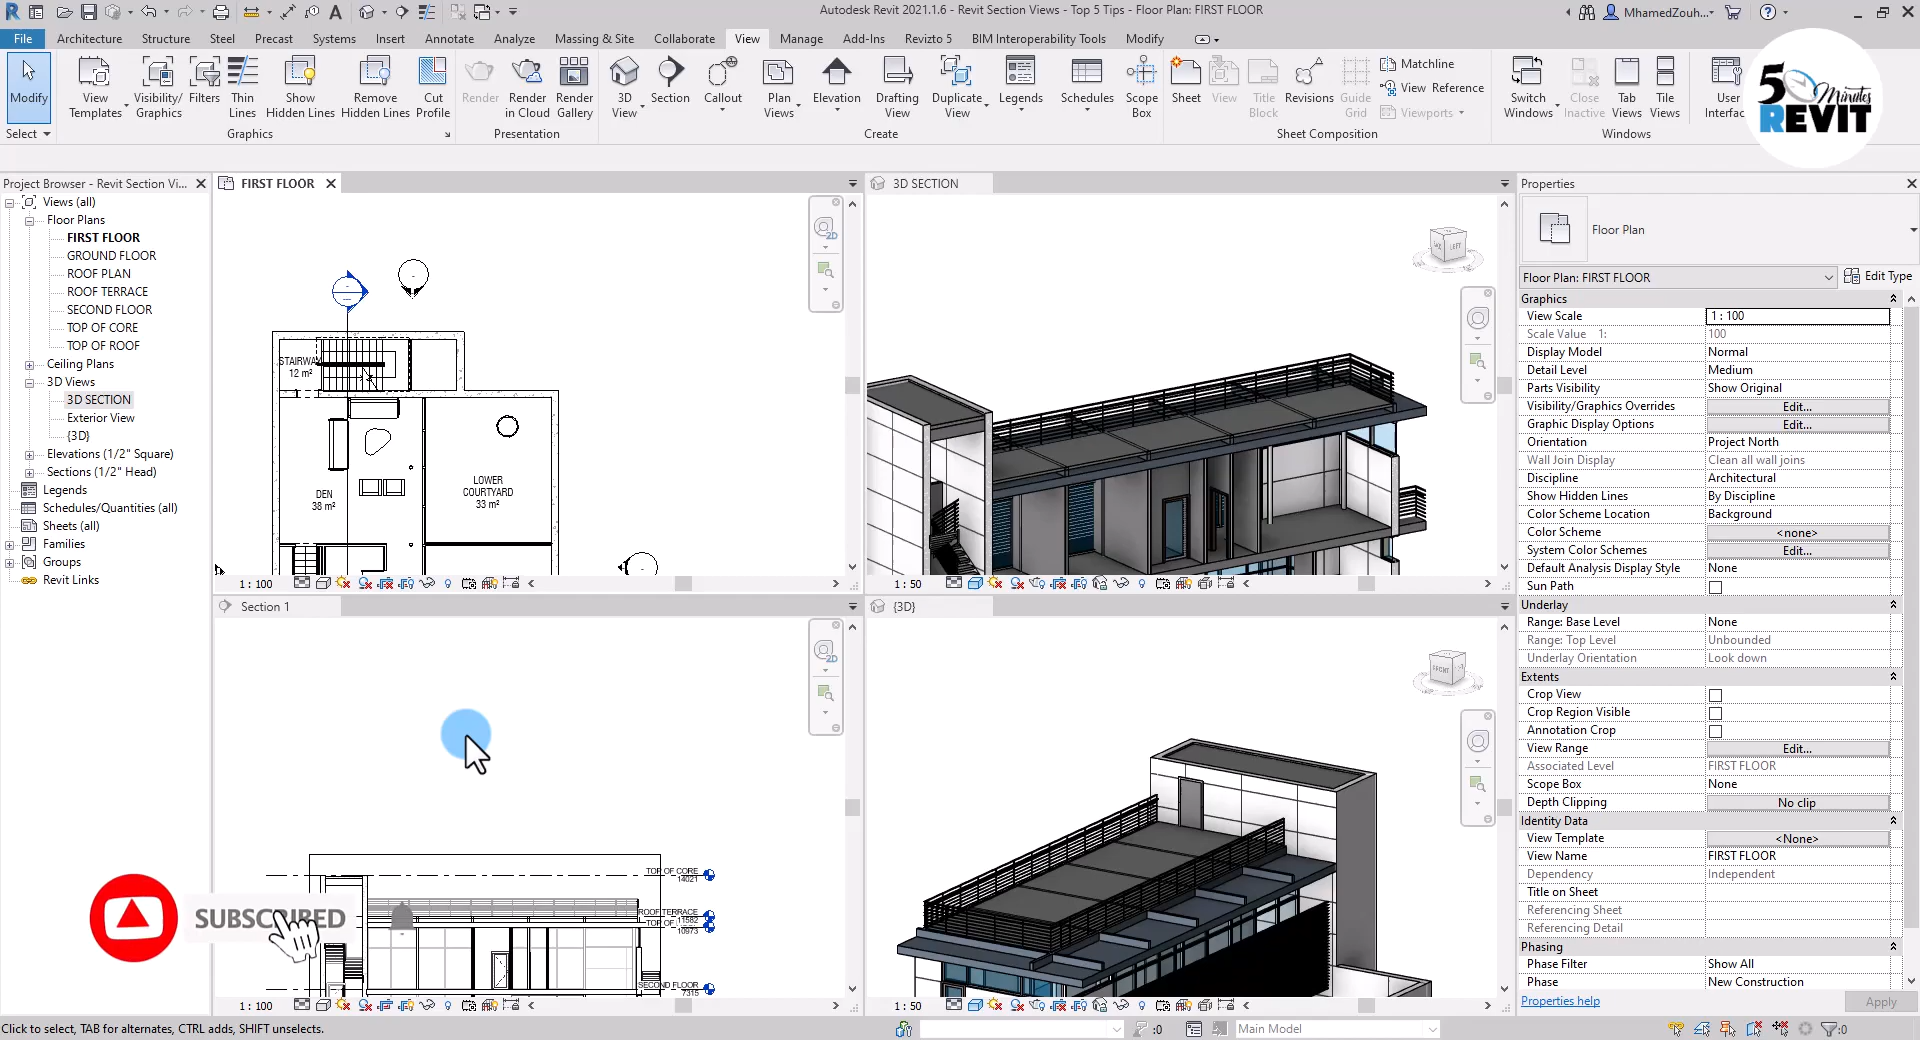 Autodesk Revit 2021.1.6 - Revit Section Views - Top 5 Tips - Floor Plan: FIRST FLOOR
MhamedZouh...
File Architecture Structure Steel Precast Systems Insert Annotate Analyze Massing & Site Collaborate View Manage Add-Ins Revizto 5 BIM Interoperability Tools Modify
Modify
View Templates
Visibility/ Graphics
Filters
Thin Lines
Show Hidden Lines
Remove Hidden Lines
Cut Profile
Render
Render in Cloud
Render Gallery
3D View
Section
Callout
Plan Views
Elevation
Drafting View
Duplicate View
Legends
Schedules
Scope Box
Sheet
View
Title Block
Revisions
Guide Grid
Matchline
View Reference
Viewports
Switch Windows
Close Inactive
Tab Views
Tile Views
User Interfac
5 Minutes
REVIT
Select Graphics Presentation Create Sheet Composition Windows
Project Browser - Revit Section Vi...
Views (all)
Floor Plans
FIRST FLOOR
GROUND FLOOR
ROOF PLAN
ROOF TERRACE
SECOND FLOOR
TOP OF CORE
TOP OF ROOF
Ceiling Plans
3D Views
3D SECTION
Exterior View
{3D}
Elevations (1/2" Square)
Sections (1/2" Head)
Legends
Schedules/Quantities (all)
Sheets (all)
Families
Groups
Revit Links
FIRST FLOOR
2D
STAIRWAY
12 m²
DEN
38 m²
LOWER
COURTYARD
33 m²
1 : 100
3D SECTION
LEFT
1 : 50
Section 1
2D
TOP OF CORE
14021
ROOF TERRACE
11582
TOP OF
10973
SECOND FLOOR
7315
SUBSCRIBED
1 : 100
{3D}
FRONT
1 : 50
Properties
Floor Plan
Floor Plan: FIRST FLOOR Edit Type
Graphics
View Scale 1 : 100
Scale Value 1: 100
Display Model Normal
Detail Level Medium
Parts Visibility Show Original
Visibility/Graphics Overrides Edit...
Graphic Display Options Edit...
Orientation Project North
Wall Join Display Clean all wall joins
Discipline Architectural
Show Hidden Lines By Discipline
Color Scheme Location Background
Color Scheme <none>
System Color Schemes Edit...
Default Analysis Display Style None
Sun Path
Underlay
Range: Base Level None
Range: Top Level Unbounded
Underlay Orientation Look down
Extents
Crop View
Crop Region Visible
Annotation Crop
View Range Edit...
Associated Level FIRST FLOOR
Scope Box None
Depth Clipping No clip
Identity Data
View Template <None>
View Name FIRST FLOOR
Dependency Independent
Title on Sheet
Referencing Sheet
Referencing Detail
Phasing
Phase Filter Show All
Phase New Construction
Properties help Apply
Click to select, TAB for alternates, CTRL adds, SHIFT unselects.
:0
Main Model
:0